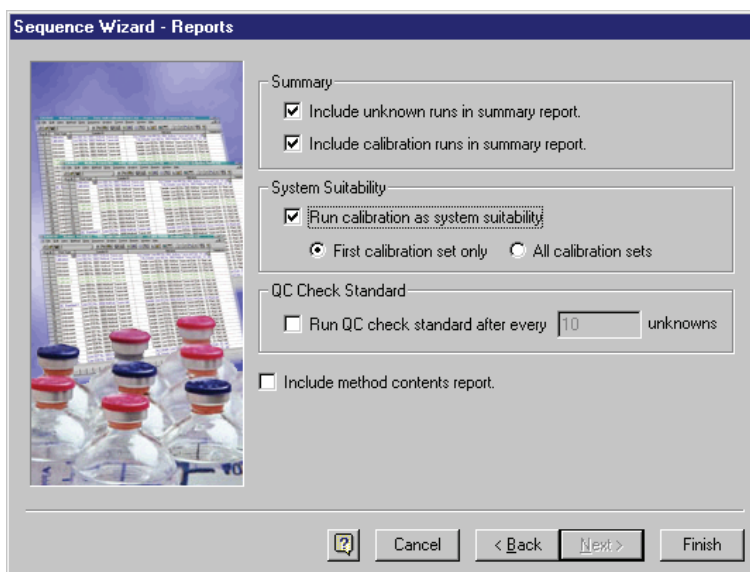 Sequence Wizard - Reports
Summary
Include unknown runs in summary report.
Include calibration runs in summary report.
System Suitability
Run calibration as system suitability
First calibration set only All calibration sets
QC Check Standard
Run QC check standard after every 10 unknowns
Include method contents report.
Cancel < Back Next > Finish